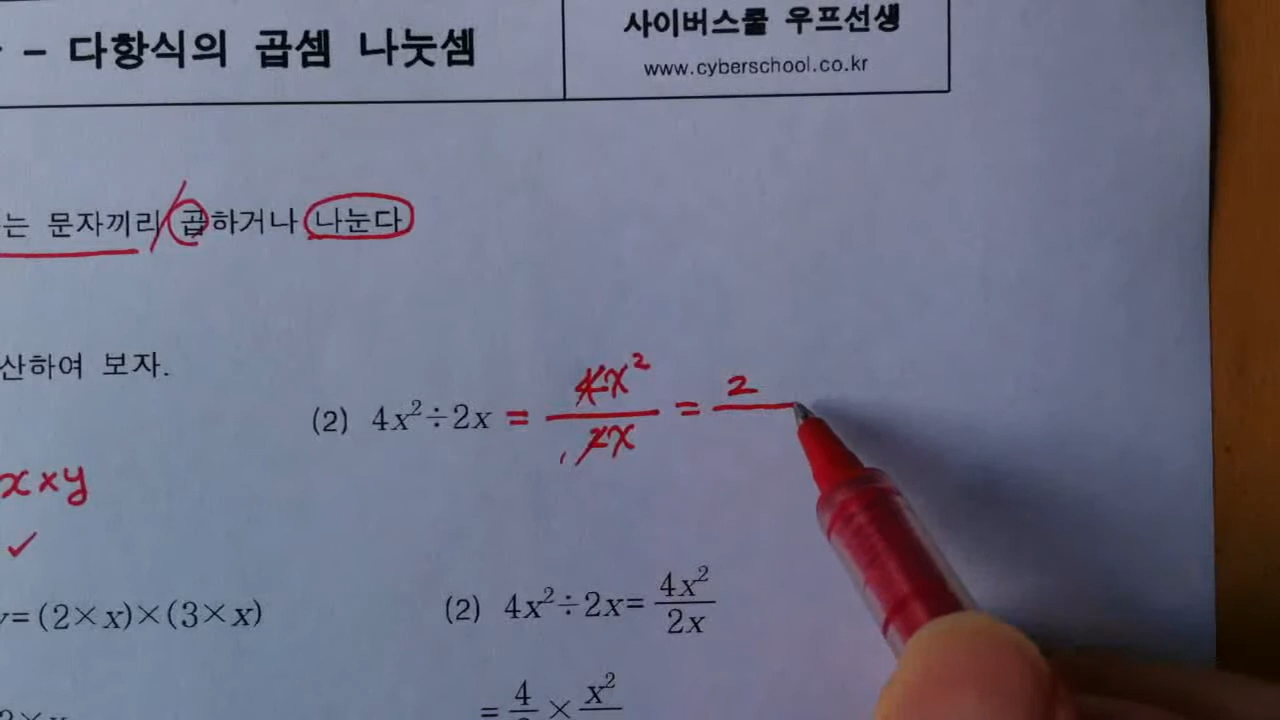 - 다항식의 곱셈 나눗셈
사이버스쿨 우프선생
www.cyberschool.co.kr
는 문자끼리 곱하거나 나눈다
산하여 보자.
(2) 4x²÷2x = 4x²/2x = 2
x×y
✓
=(2×x)×(3×x)
(2) 4x²÷2x=4x²/2x
= 4/ × x²/